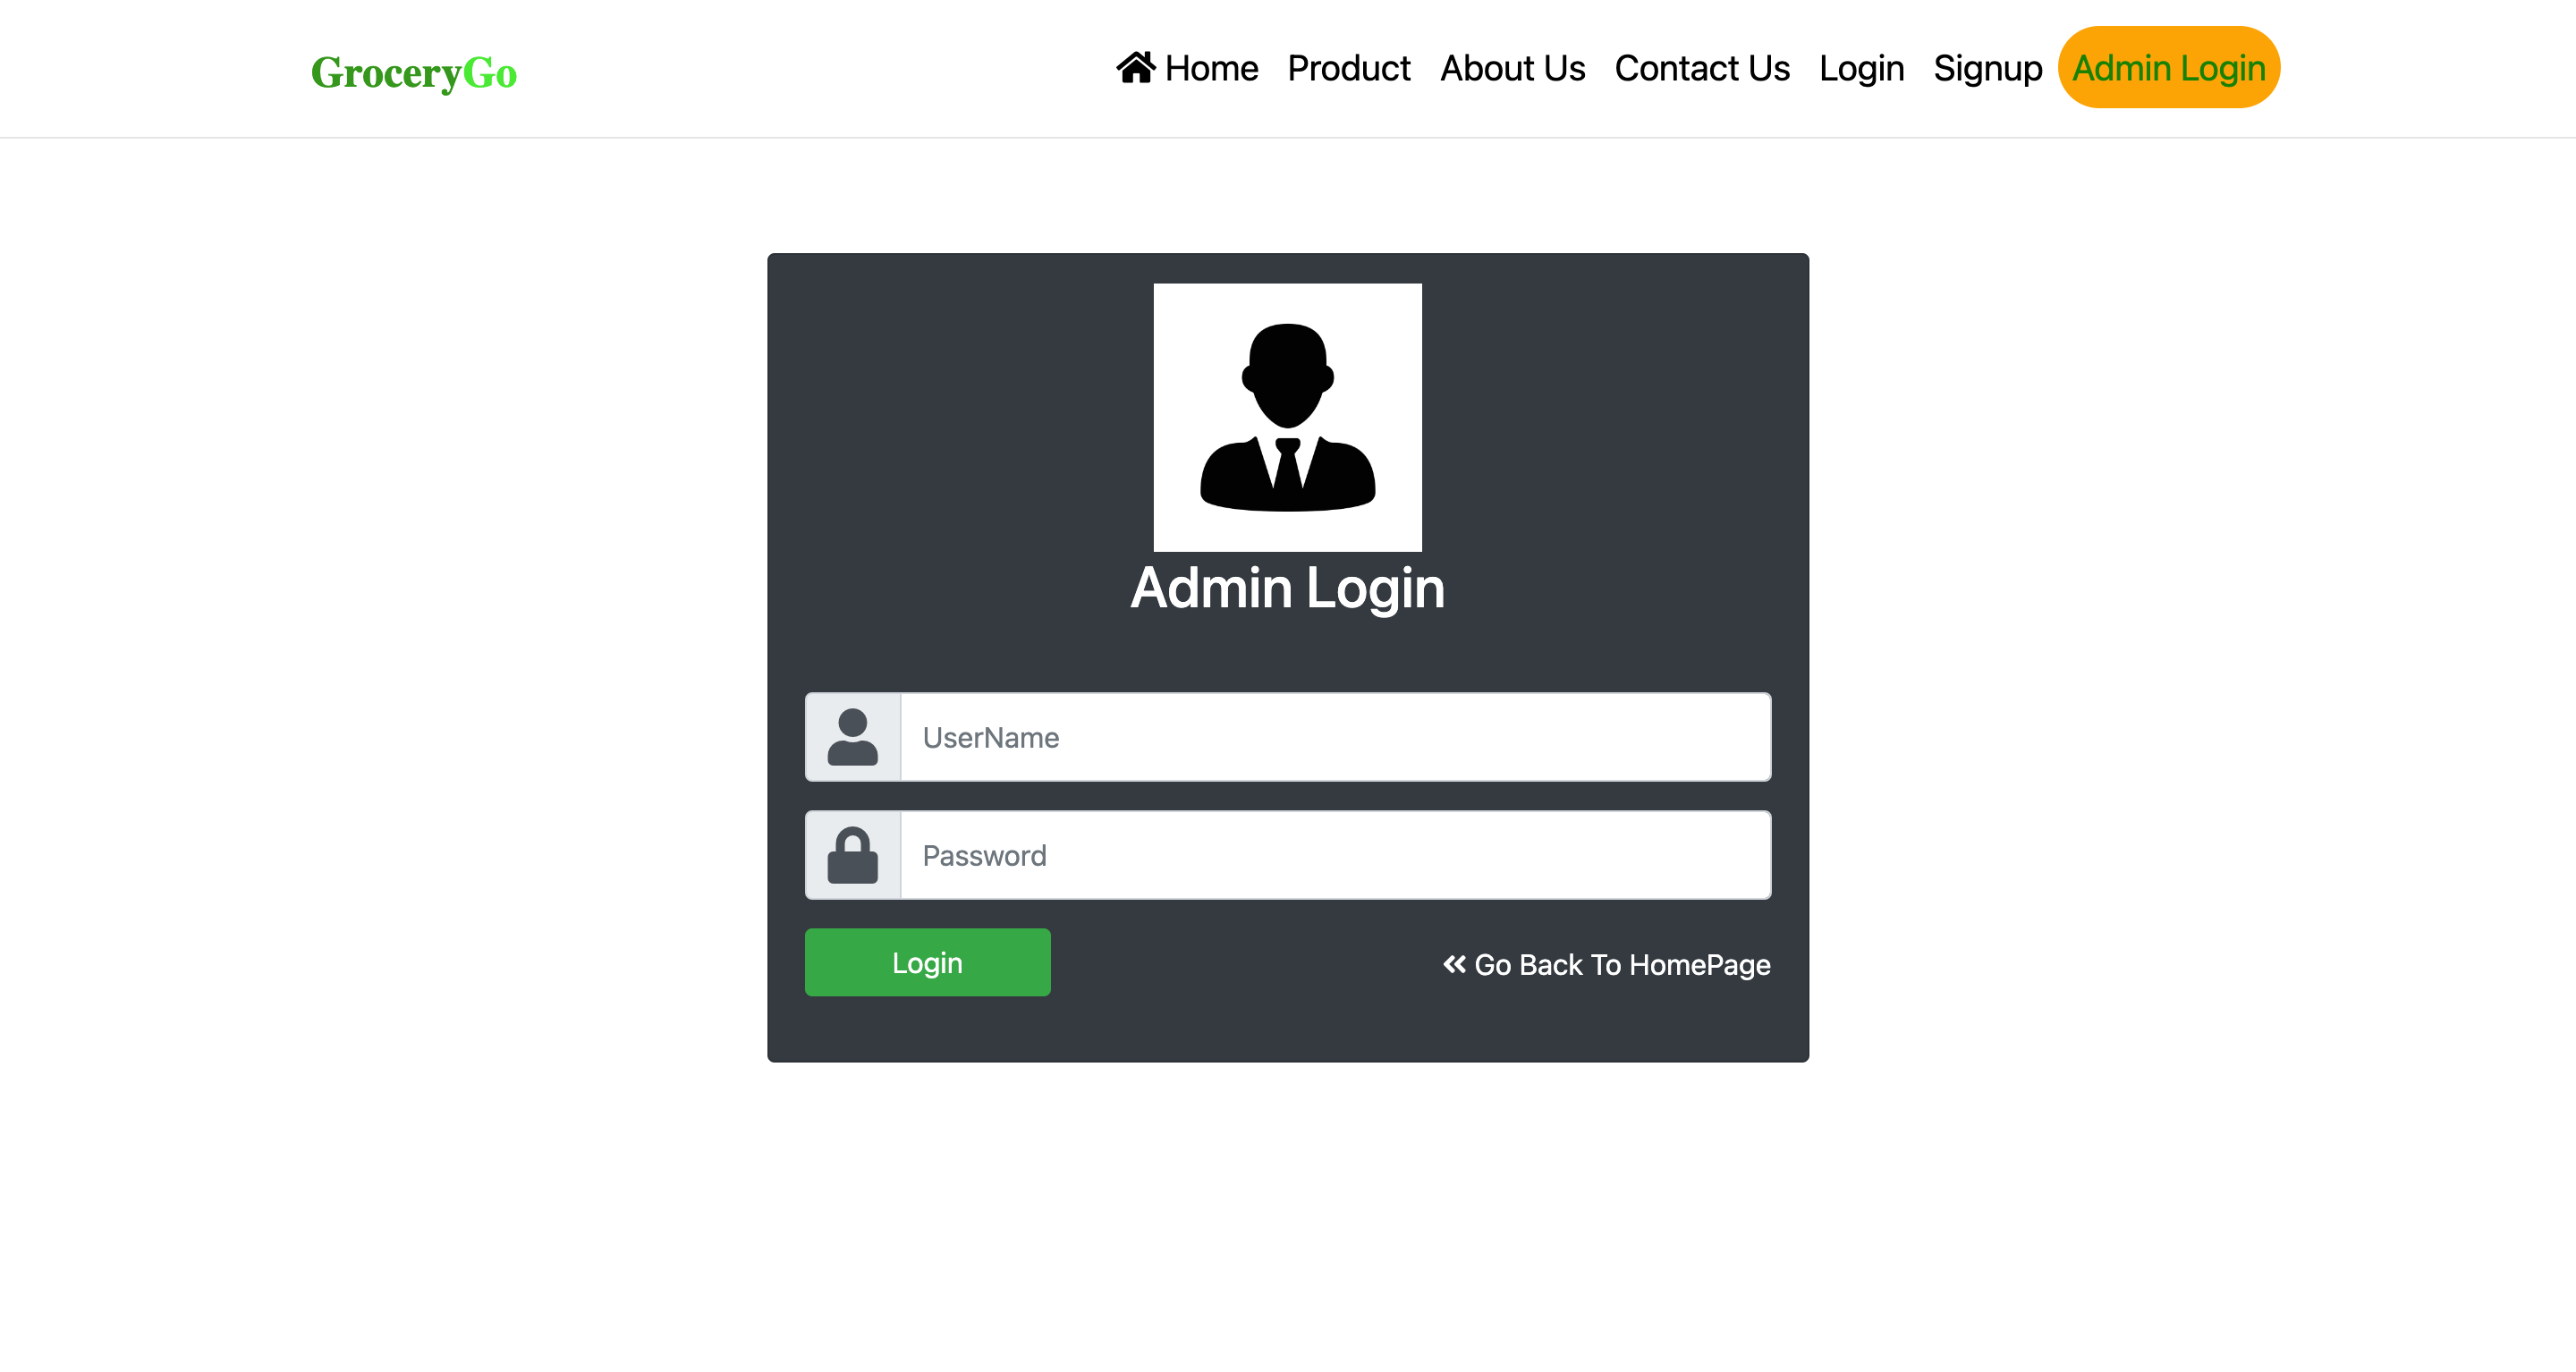 GroceryGo
Home Product About Us Contact Us Login Signup Admin Login
Admin Login
UserName
Password
Login
Go Back To HomePage